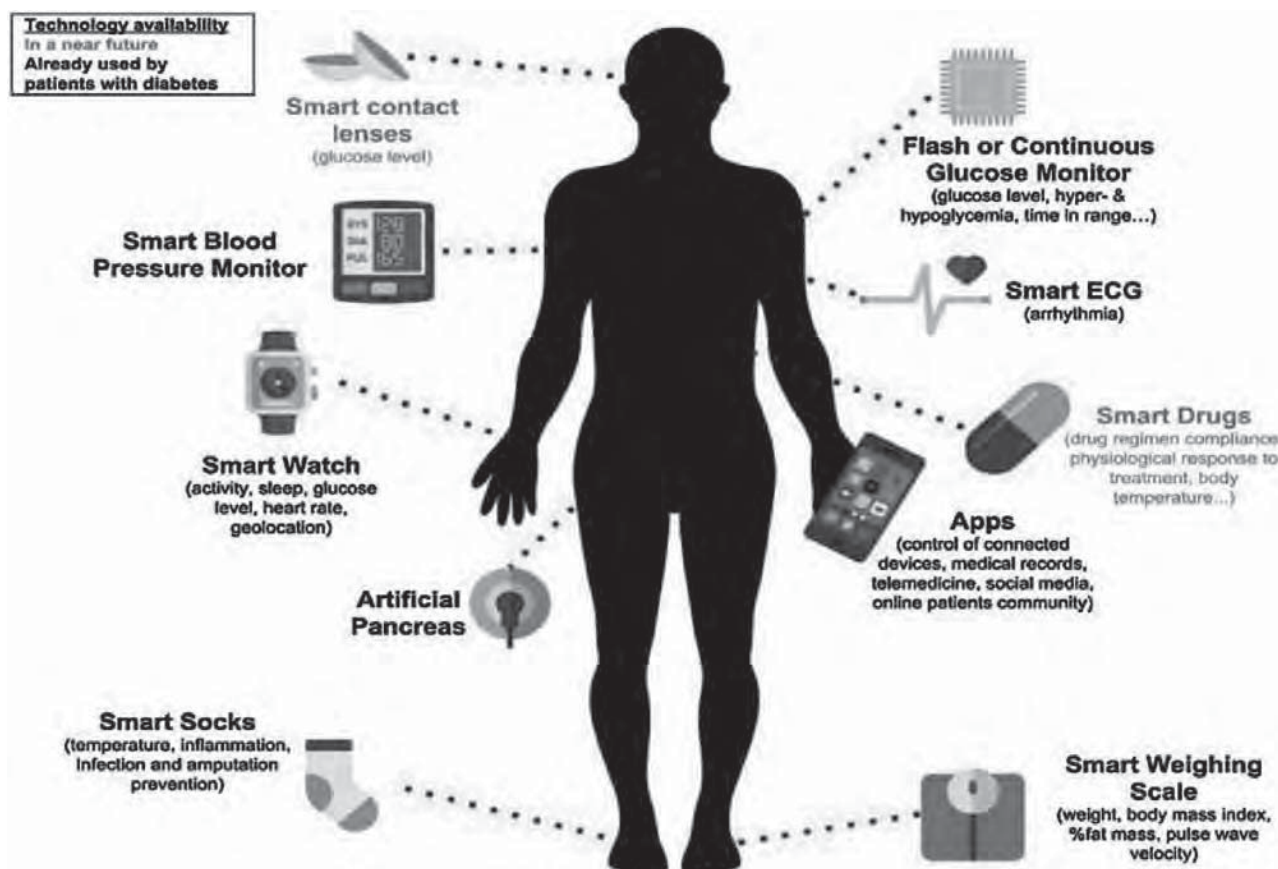 Technology availability
In a near future
Already used by
patients with diabetes
Smart contact
lenses
(glucose level)
Flash or Continuous
Glucose Monitor
(glucose level, hyper- &
hypoglycemia, time in range...)
Smart Blood
Pressure Monitor
SYS 128
DIA 80
PUL
Smart ECG
(arrhythmia)
Smart Watch
(activity, sleep, glucose
level, heart rate,
geolocation)
Smart Drugs
(drug regimen compliance
physiological response to
treatment, body
temperature...)
Apps
(control of connected
devices, medical records,
telemedicine, social media,
online patients community)
Artificial
Pancreas
Smart Socks
(temperature, inflammation,
Infection and amputation
prevention)
Smart Weighing
Scale
(weight, body mass index,
%fat mass, pulse wave
velocity)